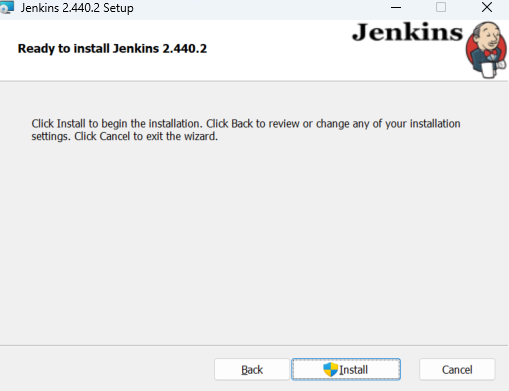 Jenkins 2.440.2 Setup
Jenkins
Ready to install Jenkins 2.440.2
Click Install to begin the installation. Click Back to review or change any of your installation
settings. Click Cancel to exit the wizard.
Back
Install
Cancel